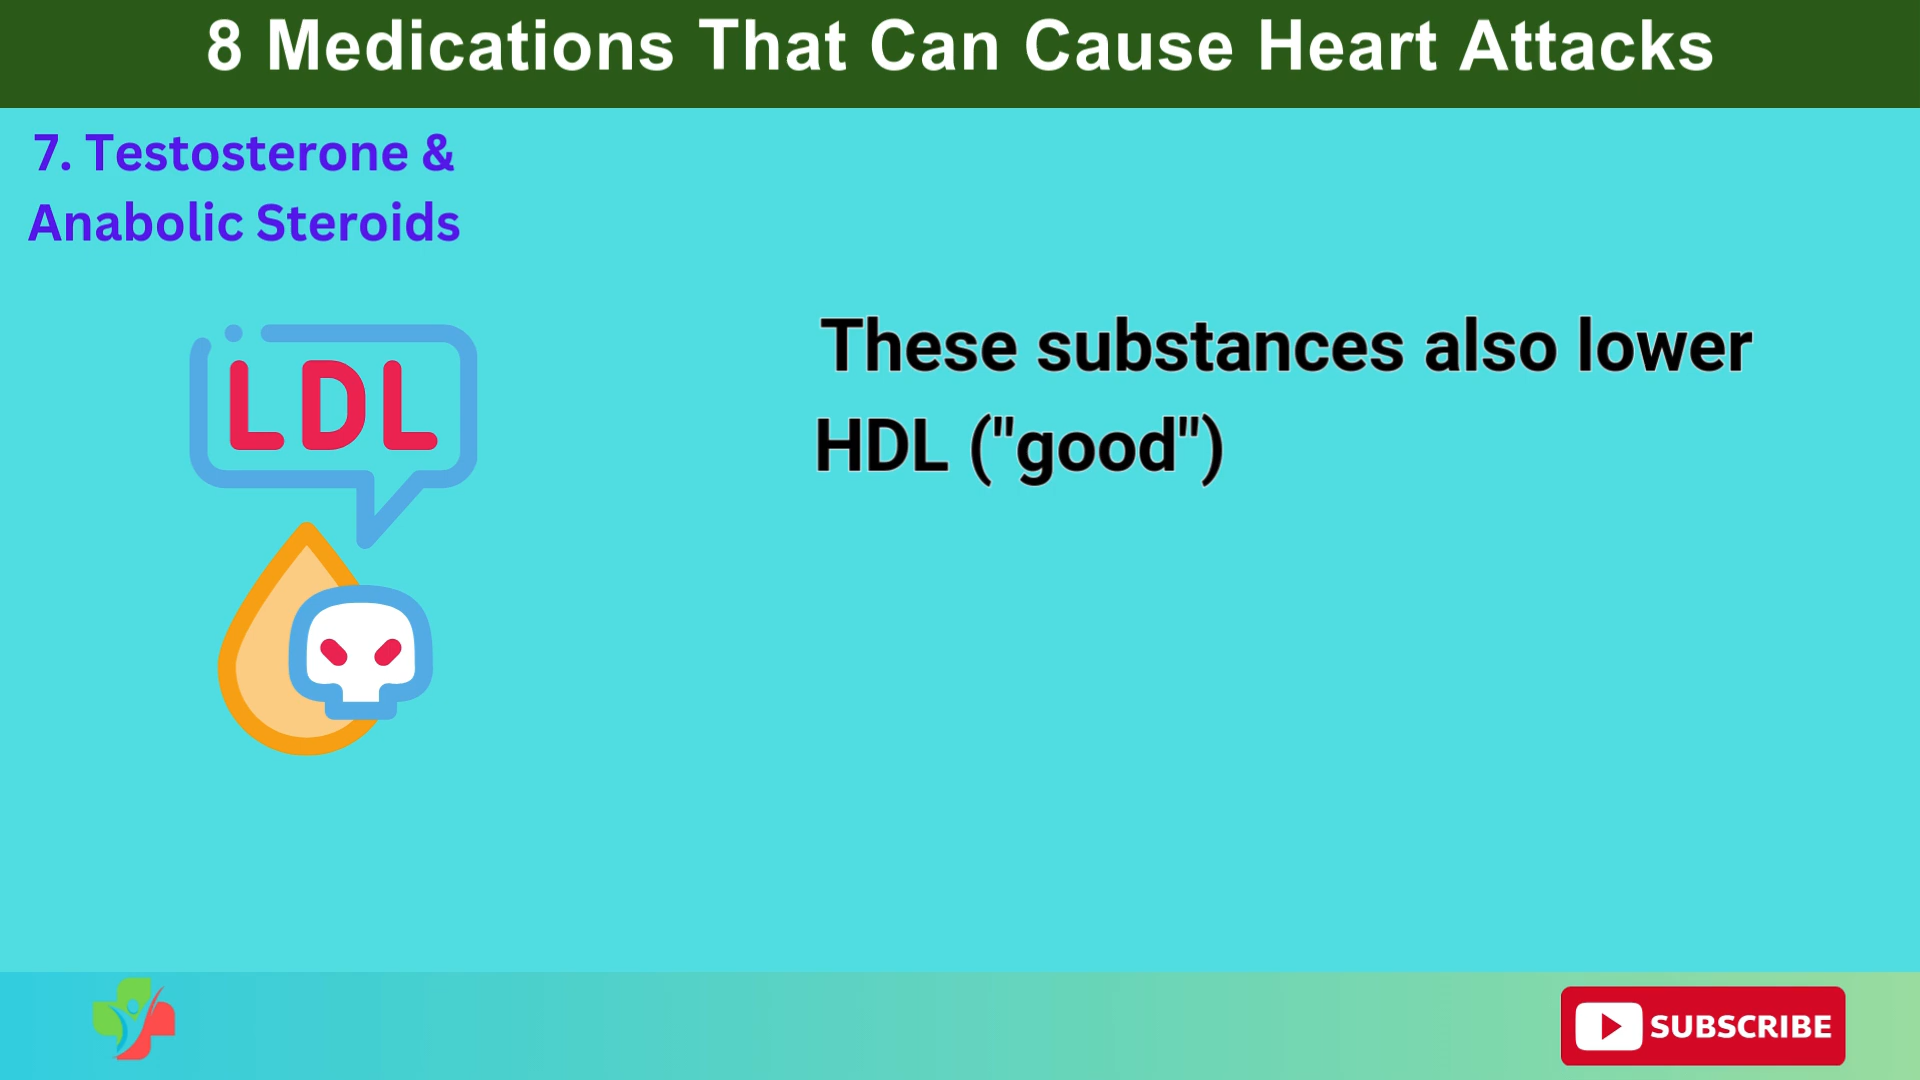 8 Medications That Can Cause Heart Attacks
7. Testosterone &
Anabolic Steroids
LDL
These substances also lower
HDL ("good")
SUBSCRIBE